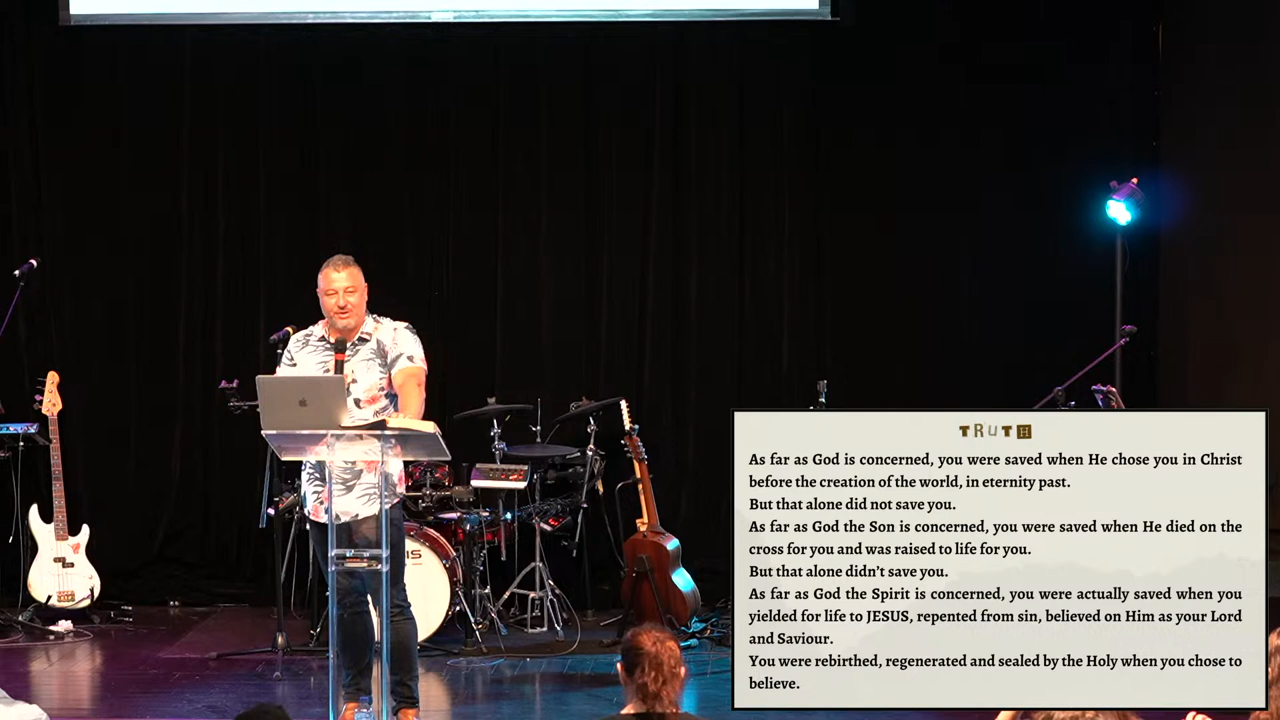 TRUTH
As far as God is concerned, you were saved when He chose you in Christ
before the creation of the world, in eternity past.
But that alone did not save you.
As far as God the Son is concerned, you were saved when He died on the
cross for you and was raised to life for you.
But that alone didn’t save you.
As far as God the Spirit is concerned, you were actually saved when you
yielded for life to JESUS, repented from sin, believed on Him as your Lord
and Saviour.
You were rebirthed, regenerated and sealed by the Holy when you chose to
believe.